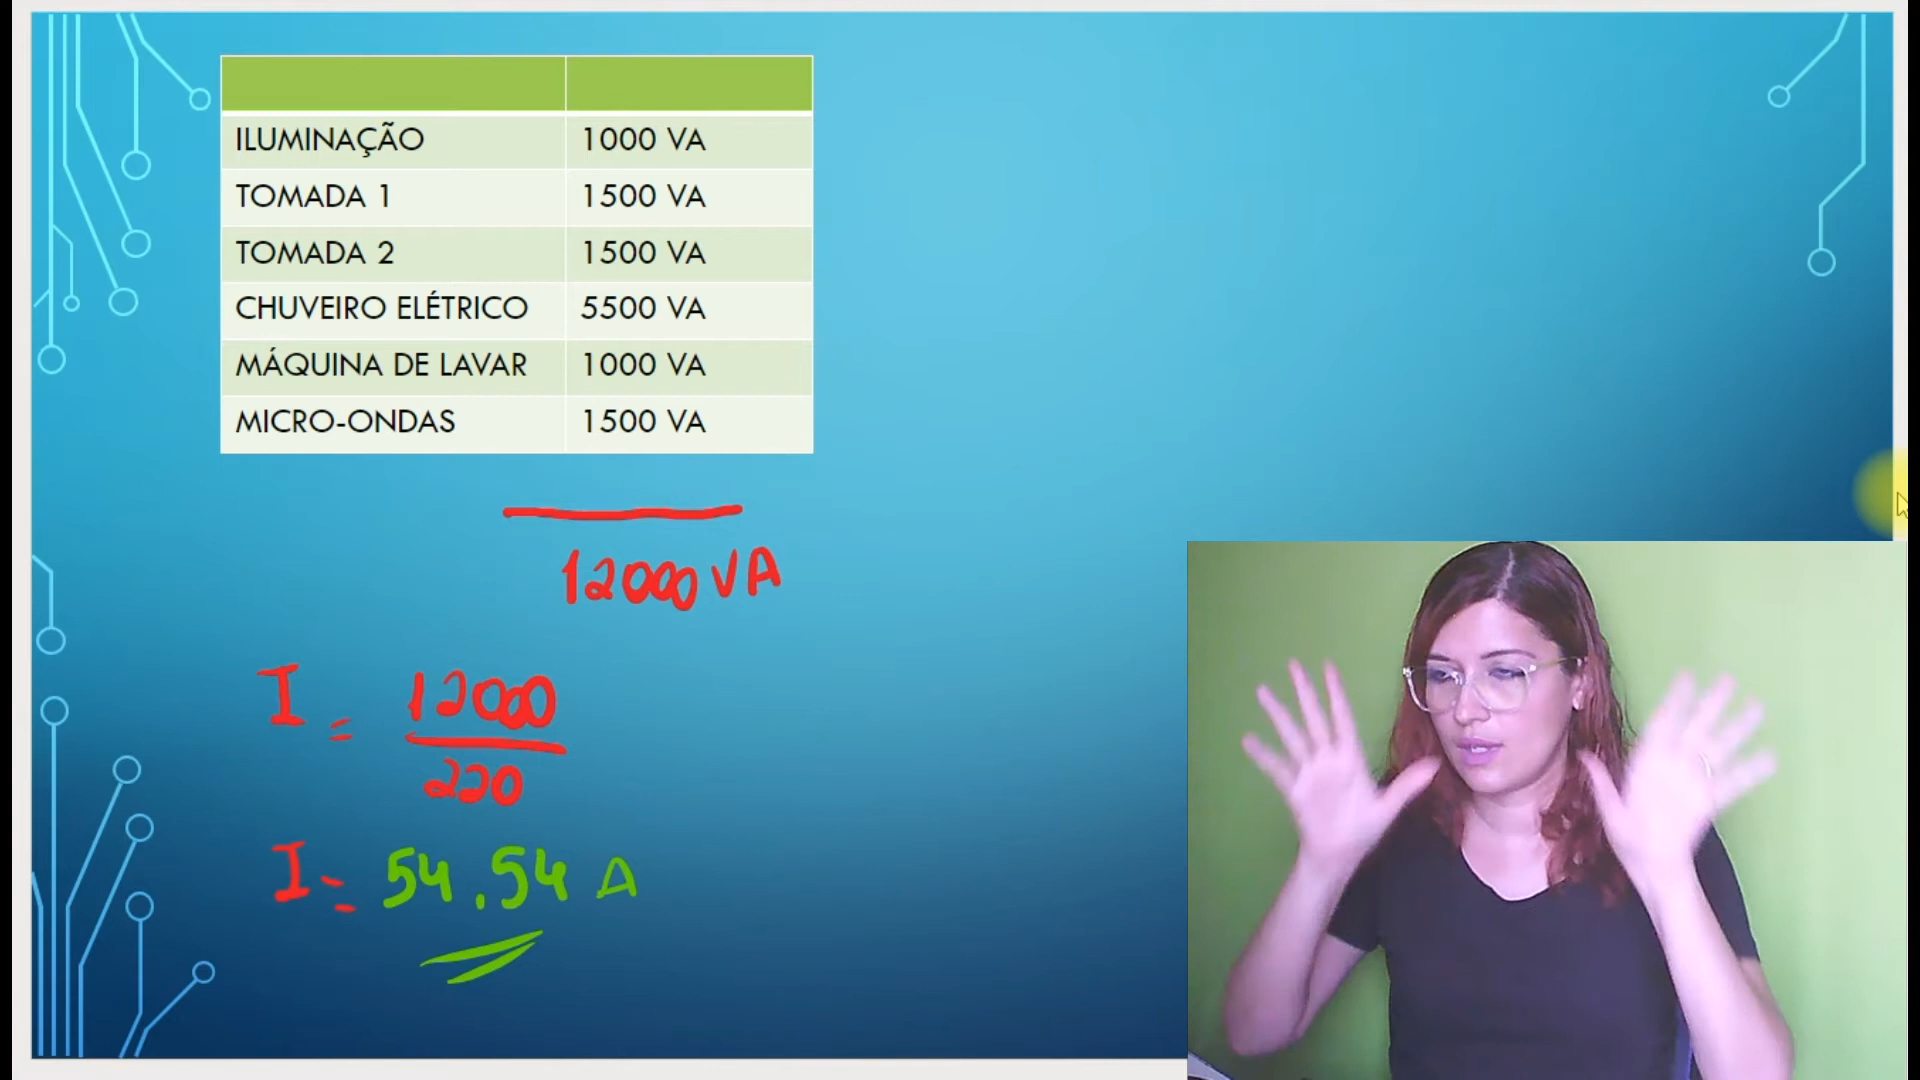 ILUMINAÇÃO 1000 VA
TOMADA 1 1500 VA
TOMADA 2 1500 VA
CHUVEIRO ELÉTRICO 5500 VA
MÁQUINA DE LAVAR 1000 VA
MICRO-ONDAS 1500 VA
12000 VA
I = 12000
220
I = 54.54 A